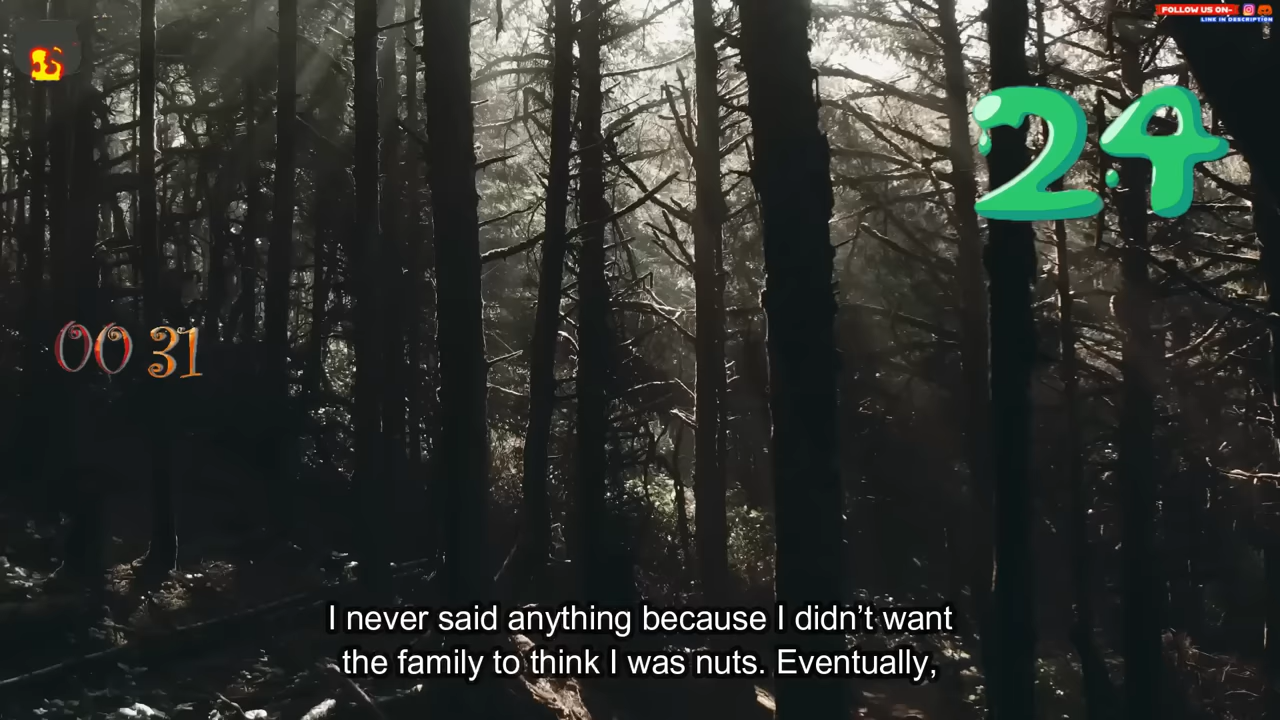 FOLLOW US ON-
LINK IN DESCRIPTION
24
00 31
I never said anything because I didn’t want
the family to think I was nuts. Eventually,